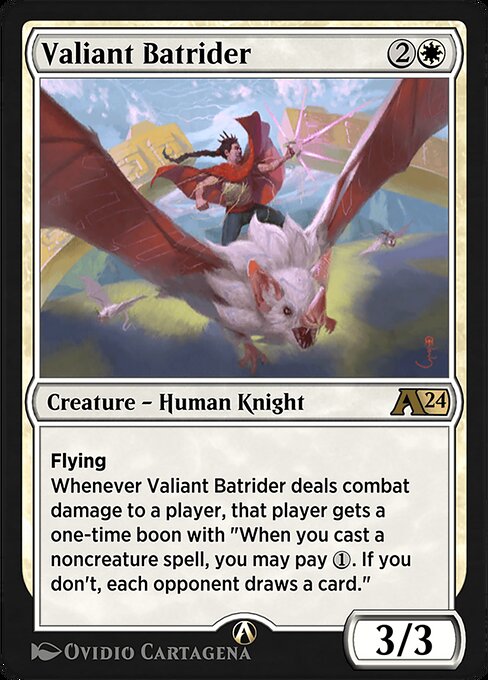 Valiant Batrider 2
Creature – Human Knight A24
Flying
Whenever Valiant Batrider deals combat
damage to a player, that player gets a
one-time boon with "When you cast a
noncreature spell, you may pay ①. If you
don't, each opponent draws a card."
3/3
Ovidio Cartagena